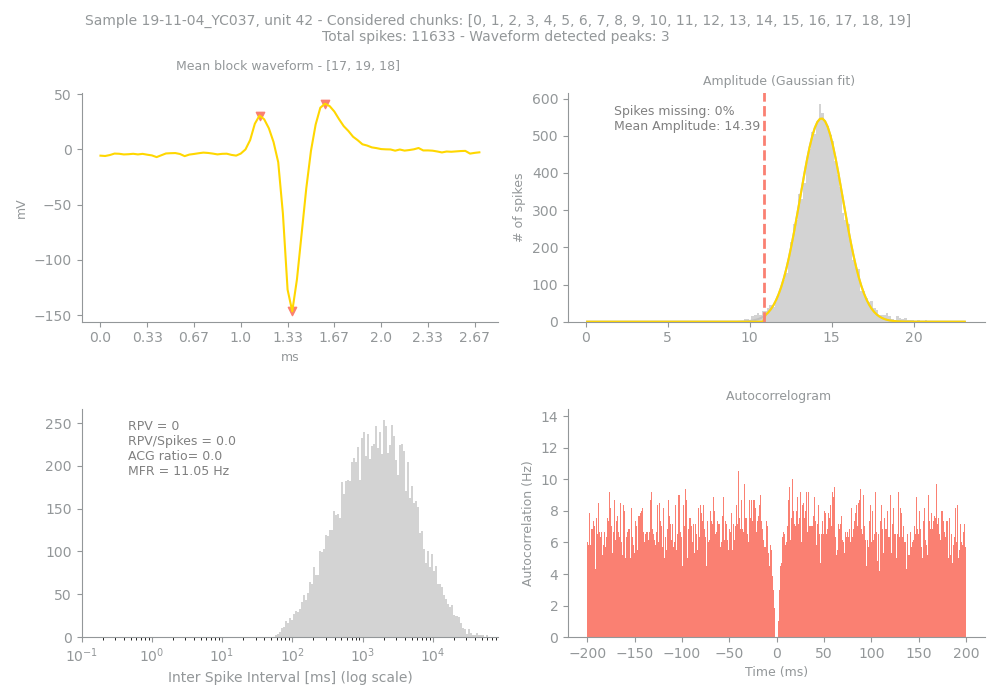 Sample 19-11-04_YC037, unit 42 - Considered chunks: [0, 1, 2, 3, 4, 5, 6, 7, 8, 9, 10, 11, 12, 13, 14, 15, 16, 17, 18, 19]
Total spikes: 11633 - Waveform detected peaks: 3
Mean block waveform - [17, 19, 18]
50
0
−50
−100
−150
mV
0.0 0.33 0.67 1.0 1.33 1.67 2.0 2.33 2.67
ms
Amplitude (Gaussian fit)
Spikes missing: 0%
Mean Amplitude: 14.39
600
500
400
300
200
100
0
# of spikes
0 5 10 15 20
RPV = 0
RPV/Spikes = 0.0
ACG ratio= 0.0
MFR = 11.05 Hz
250
200
150
100
50
0
10⁻¹ 10⁰ 10¹ 10² 10³ 10⁴
Inter Spike Interval [ms] (log scale)
Autocorrelogram
14
12
10
8
6
4
2
0
Autocorrelation (Hz)
−200 −150 −100 −50 0 50 100 150 200
Time (ms)